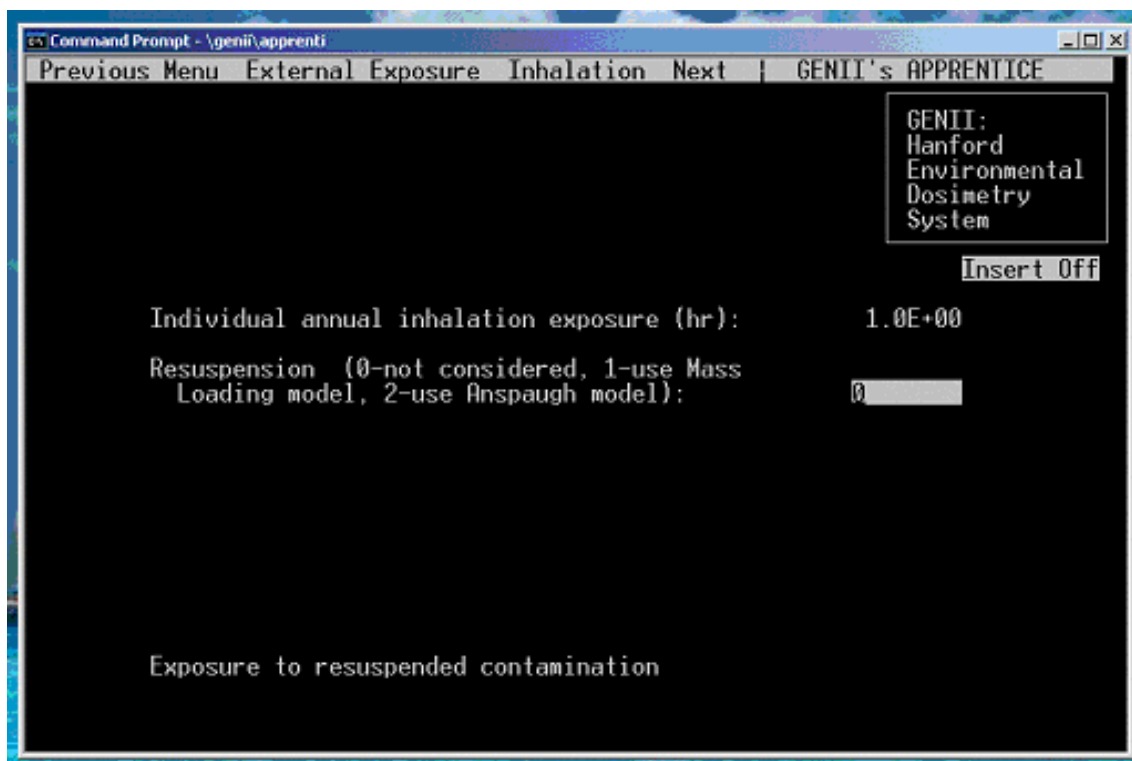 Command Prompt - \genii\apprenti
Previous Menu External Exposure Inhalation Next | GENII's APPRENTICE
GENII:
Hanford
Environmental
Dosimetry
System
Insert Off
Individual annual inhalation exposure (hr): 1.0E+00
Resuspension (0-not considered, 1-use Mass
Loading model, 2-use Anspaugh model): 0
Exposure to resuspended contamination